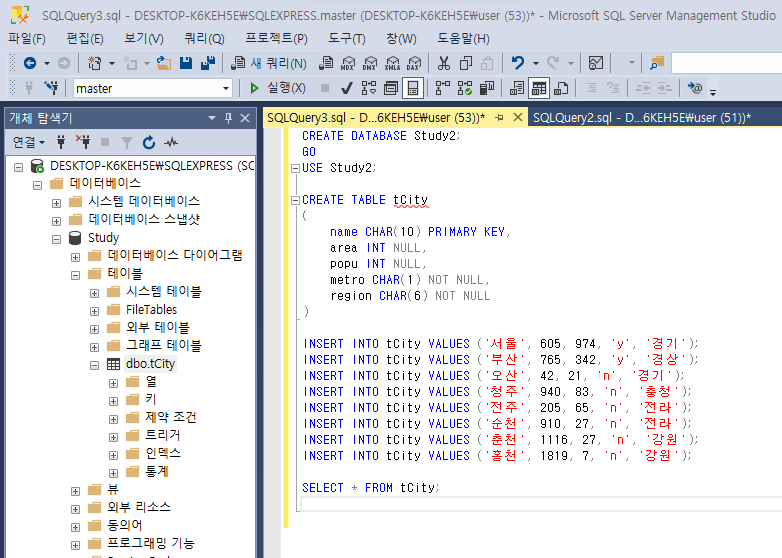 SQLQuery3.sql - DESKTOP-K6KEH5E\SQLEXPRESS.master (DESKTOP-K6KEH5E₩user (53))* - Microsoft SQL Server Management Studio
파일(F) 편집(E) 보기(V) 쿼리(Q) 프로젝트(P) 도구(T) 창(W) 도움말(H)
새 쿼리(N) MDX DMX XMLA DAX
master 실행(X)
개체 탐색기
SQLQuery3.sql - D...6KEH5E₩user (53))* SQLQuery2.sql - D...6KEH5E₩user (51))*
연결
DESKTOP-K6KEH5E₩SQLEXPRESS (SC
데이터베이스
시스템 데이터베이스
데이터베이스 스냅샷
Study
데이터베이스 다이어그램
테이블
시스템 테이블
FileTables
외부 테이블
그래프 테이블
dbo.tCity
열
키
제약 조건
트리거
인덱스
통계
뷰
외부 리소스
동의어
프로그래밍 기능
CREATE DATABASE Study2;
GO
USE Study2;
CREATE TABLE tCity
(
name CHAR(10) PRIMARY KEY,
area INT NULL,
popu INT NULL,
metro CHAR(1) NOT NULL,
region CHAR(6) NOT NULL
)
INSERT INTO tCity VALUES ('서울', 605, 974, 'y', '경기');
INSERT INTO tCity VALUES ('부산', 765, 342, 'y', '경상');
INSERT INTO tCity VALUES ('오산', 42, 21, 'n', '경기');
INSERT INTO tCity VALUES ('청주', 940, 83, 'n', '충청');
INSERT INTO tCity VALUES ('전주', 205, 65, 'n', '전라');
INSERT INTO tCity VALUES ('순천', 910, 27, 'n', '전라');
INSERT INTO tCity VALUES ('춘천', 1116, 27, 'n', '강원');
INSERT INTO tCity VALUES ('홍천', 1819, 7, 'n', '강원');
SELECT * FROM tCity;